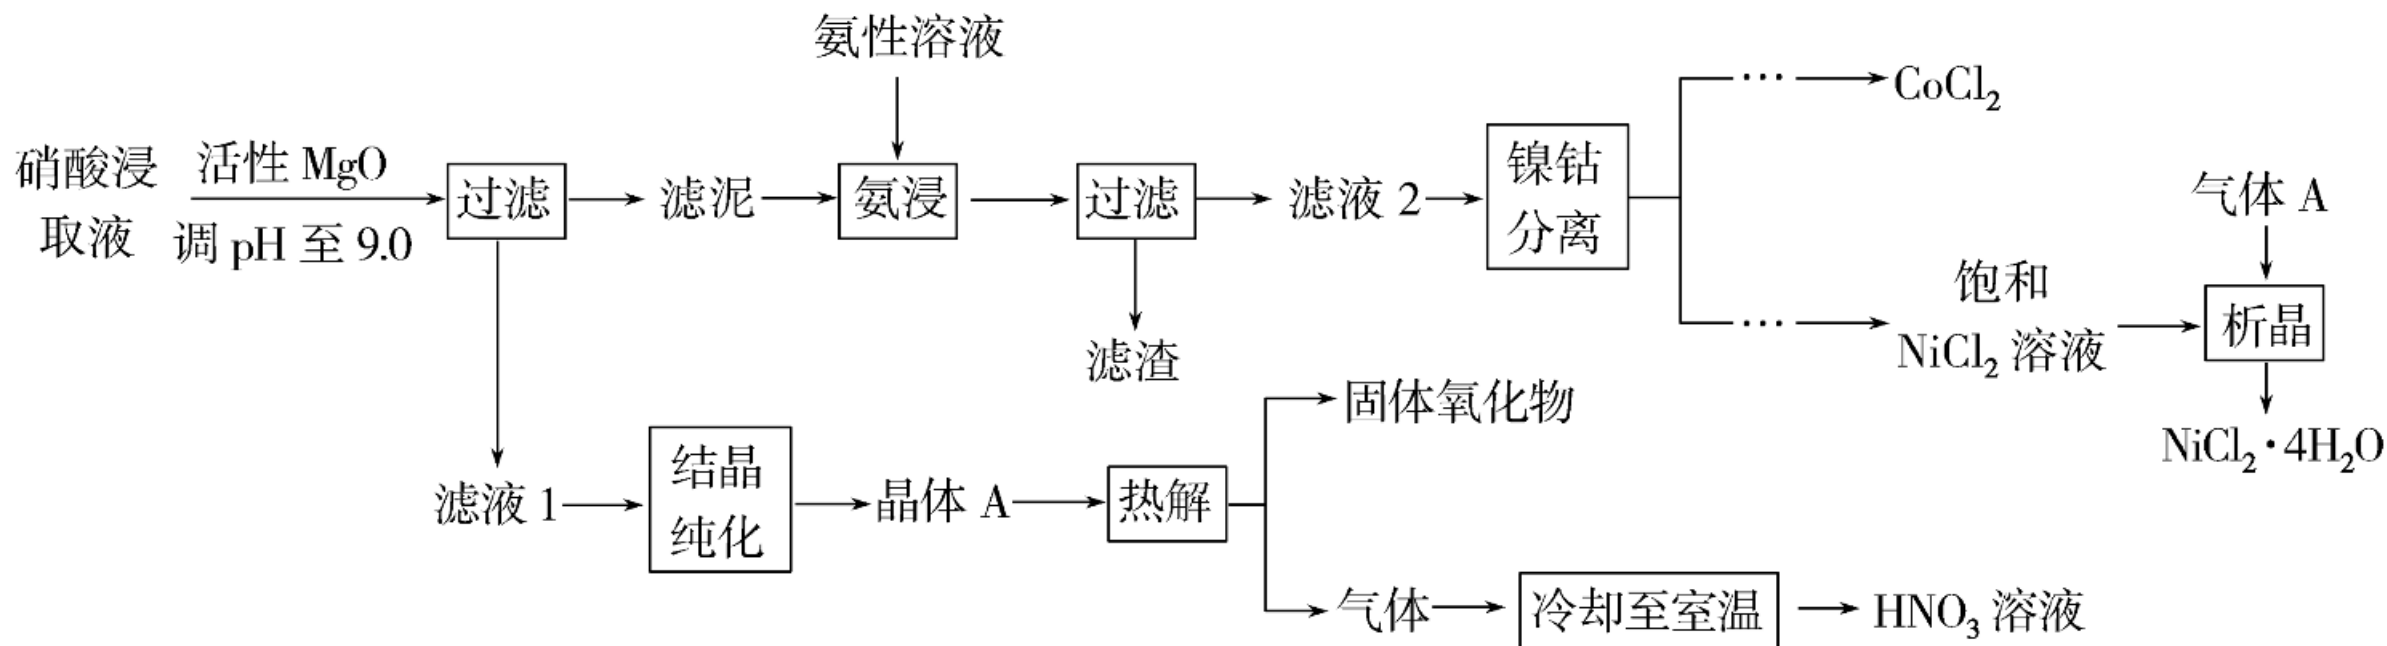 氨性溶液
硝酸浸
取液
活性 MgO
调 pH 至 9.0
过滤
滤泥
氨浸
过滤
滤液 2
镍钴
分离
··· CoCl₂
··· 饱和
NiCl₂ 溶液
气体 A
析晶
NiCl₂·4H₂O
滤渣
滤液 1
结晶
纯化
晶体 A
热解
固体氧化物
气体
冷却至室温
HNO₃ 溶液